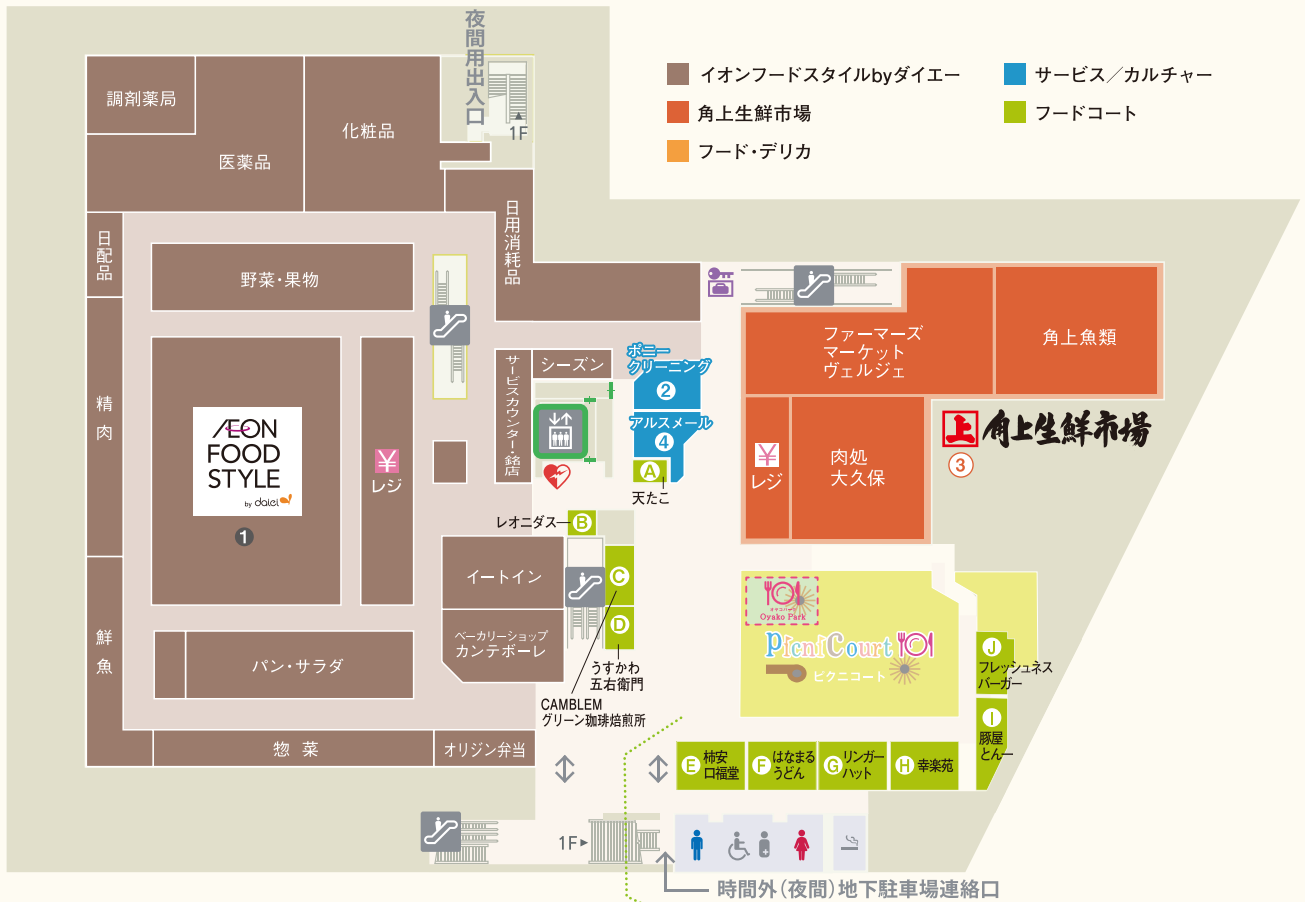 夜間用出入口
1F
イオンフードスタイルbyダイエー
サービス／カルチャー
角上生鮮市場
フードコート
フード・デリカ
調剤薬局
医薬品
化粧品
日用消耗品
日配品
野菜・果物
精肉
鮮魚
ÆON
FOOD
STYLE
by daiei
1
¥
レジ
パン・サラダ
惣菜
オリジン弁当
サービスカウンター・銘店
シーズン
ポニー
クリーニング
2
アルスメール
4
A
天たこ
レオニダス
B
イートイン
C
D
ベーカリーショップ
カンテボーレ
うすかわ
五右衛門
CAMBLEM
グリーン珈琲焙煎所
ファーマーズ
マーケット
ヴェルジェ
角上魚類
¥
レジ
肉処
大久保
上 角上生鮮市場
3
オヤコパーク
Oyako Park
PicniCourt
ピクニコート
J
フレッシュネス
バーガー
I
豚屋
とん一
E
柿安
口福堂
F
はなまる
うどん
G
リンガー
ハット
H
幸楽苑
1F
時間外（夜間）地下駐車場連絡口